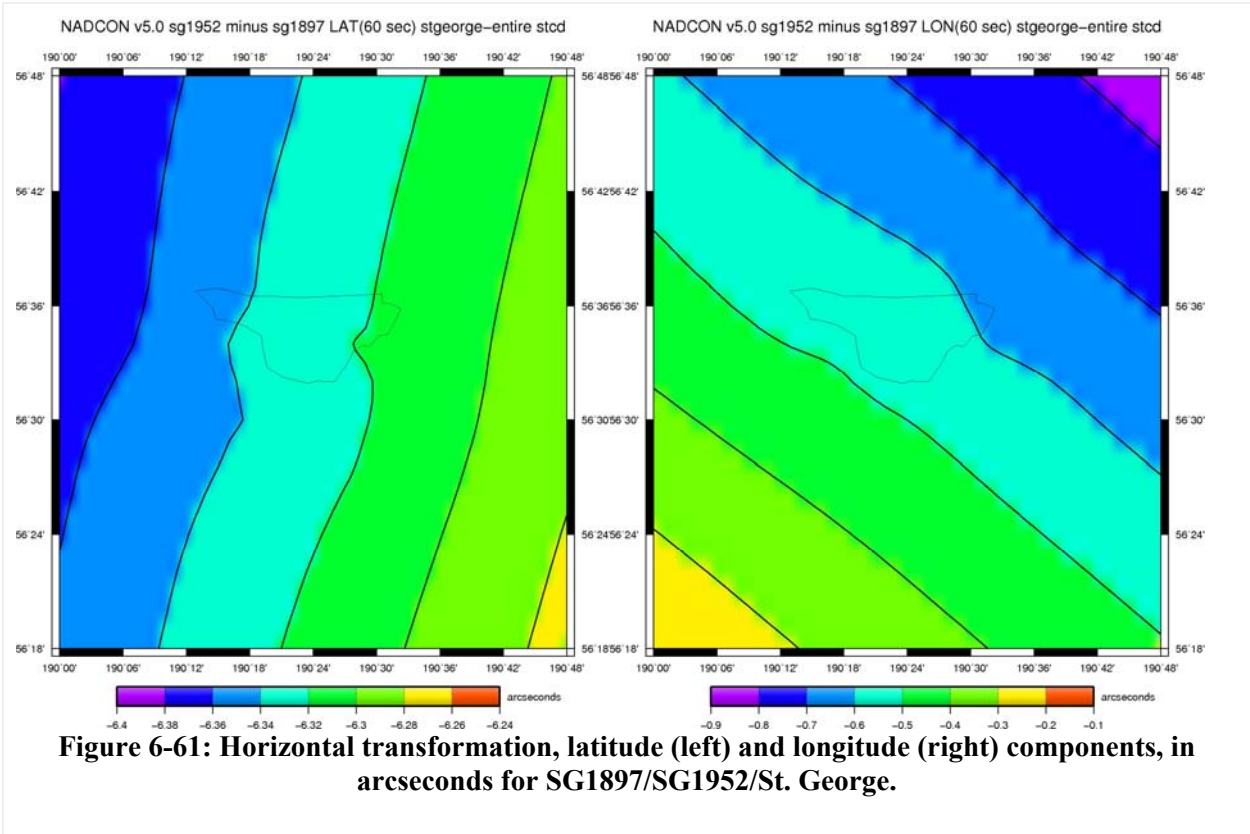 NADCON v5.0 sg1952 minus sg1897 LAT(60 sec) stgeorge−entire stcd
NADCON v5.0 sg1952 minus sg1897 LON(60 sec) stgeorge−entire stcd
190˚00' 190˚06' 190˚12' 190˚18' 190˚24' 190˚30' 190˚36' 190˚42' 190˚48'
190˚00' 190˚06' 190˚12' 190˚18' 190˚24' 190˚30' 190˚36' 190˚42' 190˚48'
56˚48' 56˚48' 56˚48' 56˚48'
56˚42' 56˚42' 56˚42' 56˚42'
56˚36' 56˚36' 56˚36' 56˚36'
56˚30' 56˚30' 56˚30' 56˚30'
56˚24' 56˚24' 56˚24' 56˚24'
56˚18' 56˚18' 56˚18' 56˚18'
190˚00' 190˚06' 190˚12' 190˚18' 190˚24' 190˚30' 190˚36' 190˚42' 190˚48'
190˚00' 190˚06' 190˚12' 190˚18' 190˚24' 190˚30' 190˚36' 190˚42' 190˚48'
arcseconds
arcseconds
−6.4 −6.38 −6.36 −6.34 −6.32 −6.3 −6.28 −6.26 −6.24
−0.9 −0.8 −0.7 −0.6 −0.5 −0.4 −0.3 −0.2 −0.1
Figure 6-61: Horizontal transformation, latitude (left) and longitude (right) components, in
arcseconds for SG1897/SG1952/St. George.